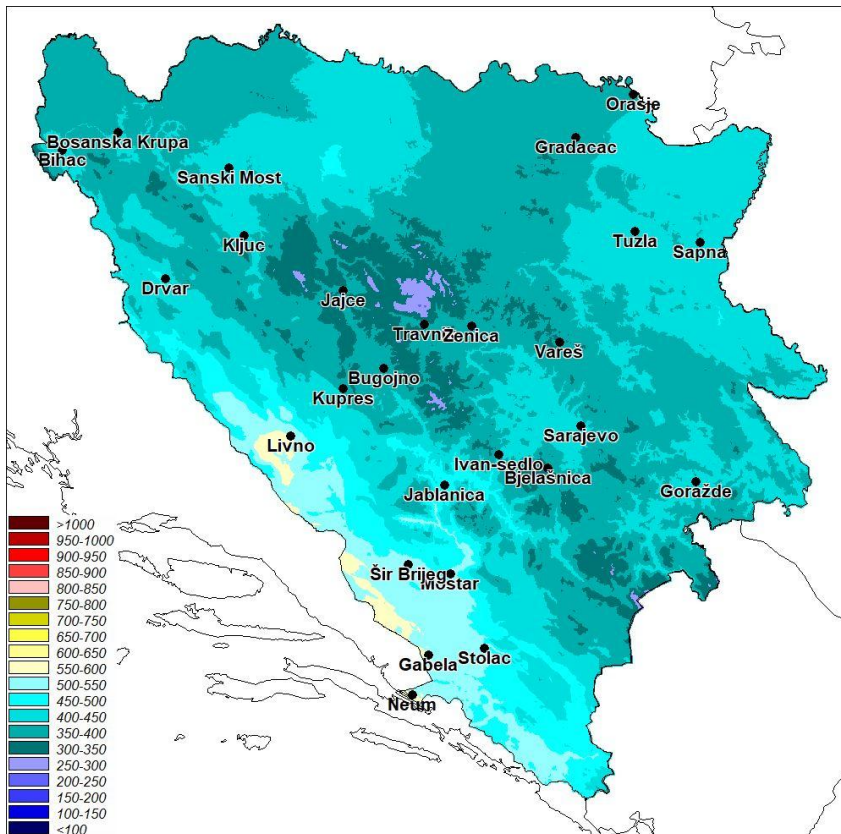 Orašje
Bosanska Krupa
Gradacac
Bihac
Sanski Most
Kljuc
Tuzla
Sapna
Drvar
Jajce
Travnik
Zenica
Vareš
Bugojno
Kupres
Livno
Sarajevo
Ivan-sedlo
Bjelašnica
Jablanica
Goražde
Šir Brijeg
Mostar
Gabela
Stolac
Neum
>1000
950-1000
900-950
850-900
800-850
750-800
700-750
650-700
600-650
550-600
500-550
450-500
400-450
350-400
300-350
250-300
200-250
150-200
100-150
<100